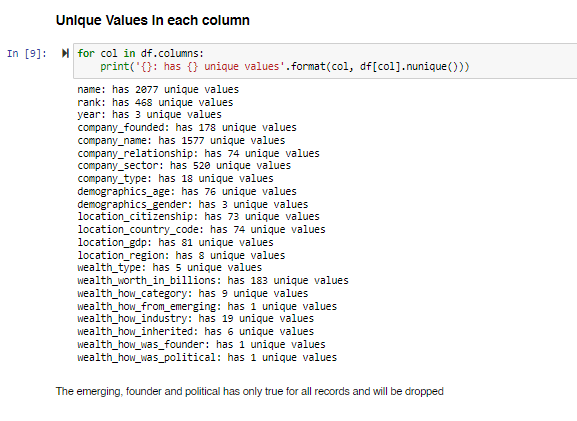 Unique Values in each column
In [9]: for col in df.columns:
print('{}: has {} unique values'.format(col, df[col].nunique()))
name: has 2077 unique values
rank: has 468 unique values
year: has 3 unique values
company_founded: has 178 unique values
company_name: has 1577 unique values
company_relationship: has 74 unique values
company_sector: has 520 unique values
company_type: has 18 unique values
demographics_age: has 76 unique values
demographics_gender: has 3 unique values
location_citizenship: has 73 unique values
location_country_code: has 74 unique values
location_gdp: has 81 unique values
location_region: has 8 unique values
wealth_type: has 5 unique values
wealth_worth_in_billions: has 183 unique values
wealth_how_category: has 9 unique values
wealth_how_from_emerging: has 1 unique values
wealth_how_industry: has 19 unique values
wealth_how_inherited: has 6 unique values
wealth_how_was_founder: has 1 unique values
wealth_how_was_political: has 1 unique values
The emerging, founder and political has only true for all records and will be dropped